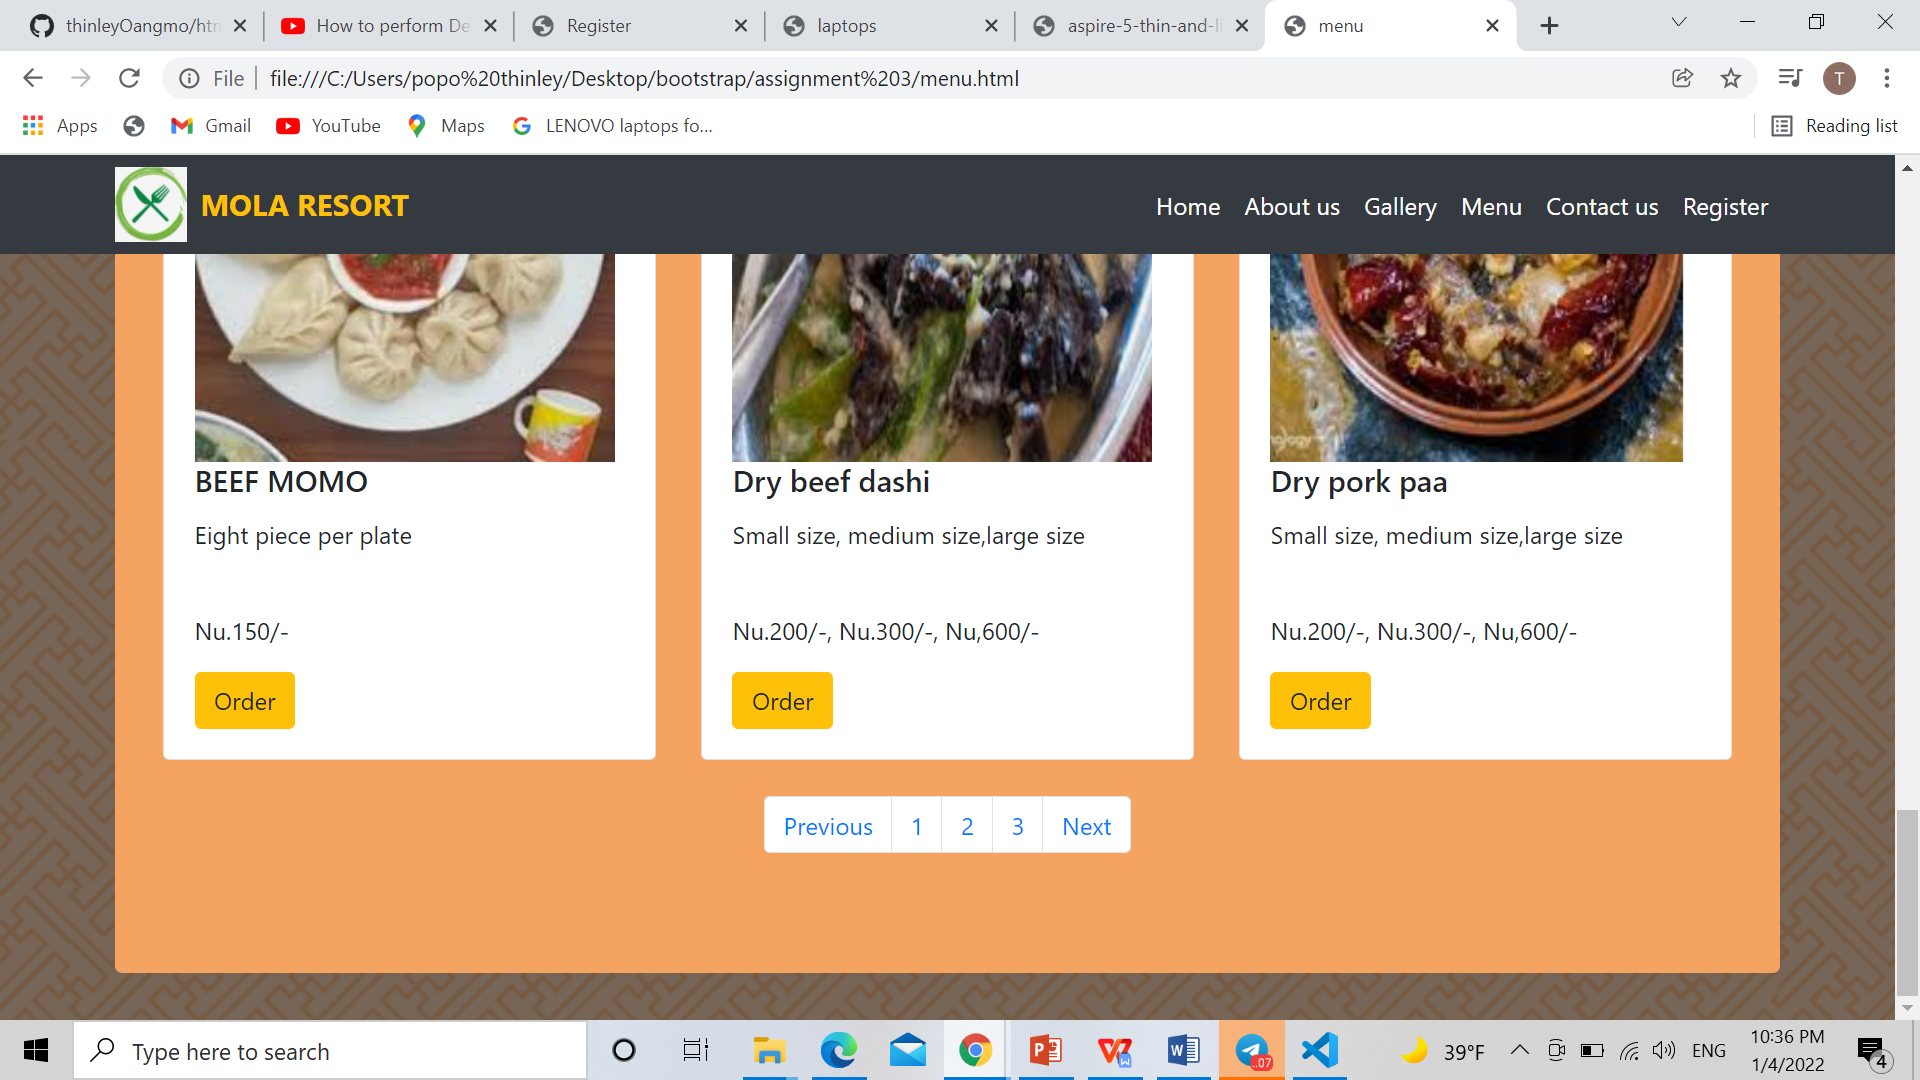 thinleyOangmo/htm
How to perform De
Register
laptops
aspire-5-thin-and-li
menu
File
file:///C:/Users/popo%20thinley/Desktop/bootstrap/assignment%203/menu.html
T
Apps
Gmail
YouTube
Maps
LENOVO laptops fo...
Reading list
MOLA RESORT
Home About us Gallery Menu Contact us Register
BEEF MOMO
Eight piece per plate
Nu.150/-
Order
Dry beef dashi
Small size, medium size,large size
Nu.200/-, Nu.300/-, Nu,600/-
Order
nology
Dry pork paa
Small size, medium size,large size
Nu.200/-, Nu.300/-, Nu,600/-
Order
Previous 1 2 3 Next
Type here to search
..07
39°F
ENG
10:36 PM
1/4/2022
4